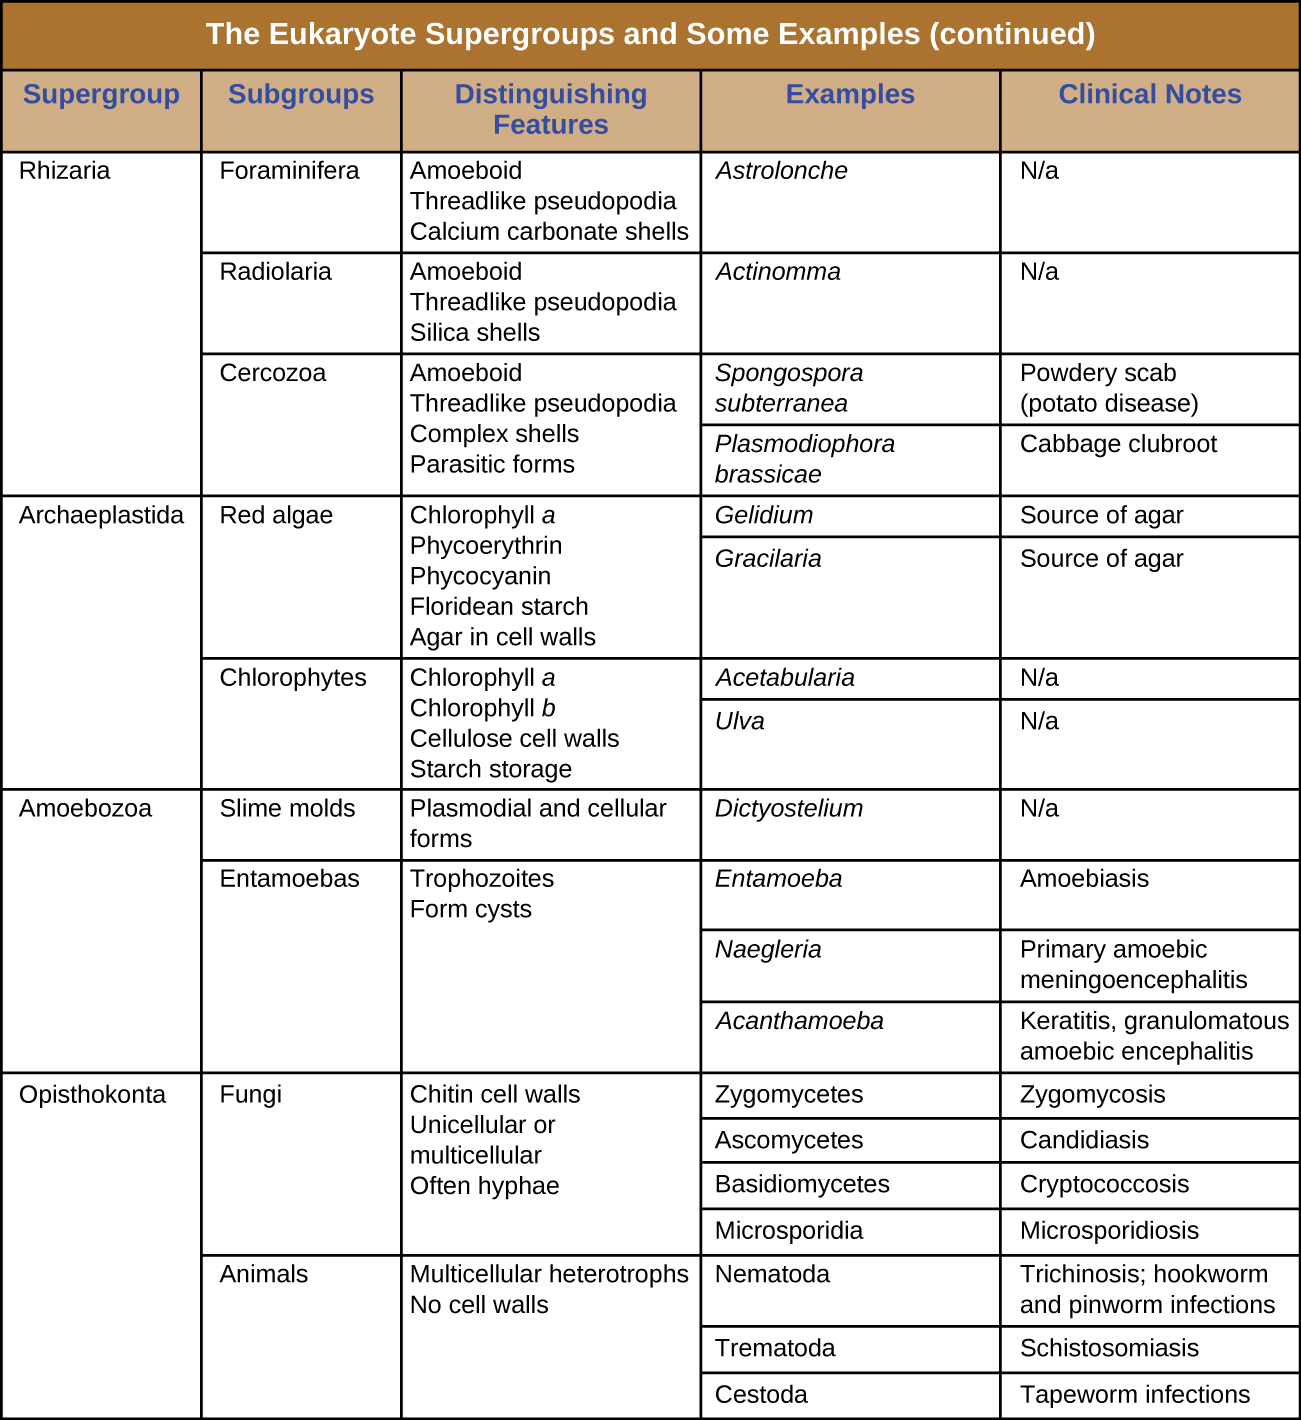 The Eukaryote Supergroups and Some Examples (continued)
Supergroup
Subgroups
Distinguishing
Features
Examples
Clinical Notes
Rhizaria
Foraminifera
Amoeboid
Threadlike pseudopodia
Calcium carbonate shells
Astrolonche
N/a
Radiolaria
Amoeboid
Threadlike pseudopodia
Silica shells
Actinomma
N/a
Cercozoa
Amoeboid
Threadlike pseudopodia
Complex shells
Parasitic forms
Spongospora
subterranea
Powdery scab
(potato disease)
Plasmodiophora
brassicae
Cabbage clubroot
Archaeplastida
Red algae
Chlorophyll a
Phycoerythrin
Phycocyanin
Floridean starch
Agar in cell walls
Gelidium
Source of agar
Gracilaria
Source of agar
Chlorophytes
Chlorophyll a
Chlorophyll b
Cellulose cell walls
Starch storage
Acetabularia
N/a
Ulva
N/a
Amoebozoa
Slime molds
Plasmodial and cellular
forms
Dictyostelium
N/a
Entamoebas
Trophozoites
Form cysts
Entamoeba
Amoebiasis
Naegleria
Primary amoebic
meningoencephalitis
Acanthamoeba
Keratitis, granulomatous
amoebic encephalitis
Opisthokonta
Fungi
Chitin cell walls
Unicellular or
multicellular
Often hyphae
Zygomycetes
Zygomycosis
Ascomycetes
Candidiasis
Basidiomycetes
Cryptococcosis
Microsporidia
Microsporidiosis
Animals
Multicellular heterotrophs
No cell walls
Nematoda
Trichinosis; hookworm
and pinworm infections
Trematoda
Schistosomiasis
Cestoda
Tapeworm infections